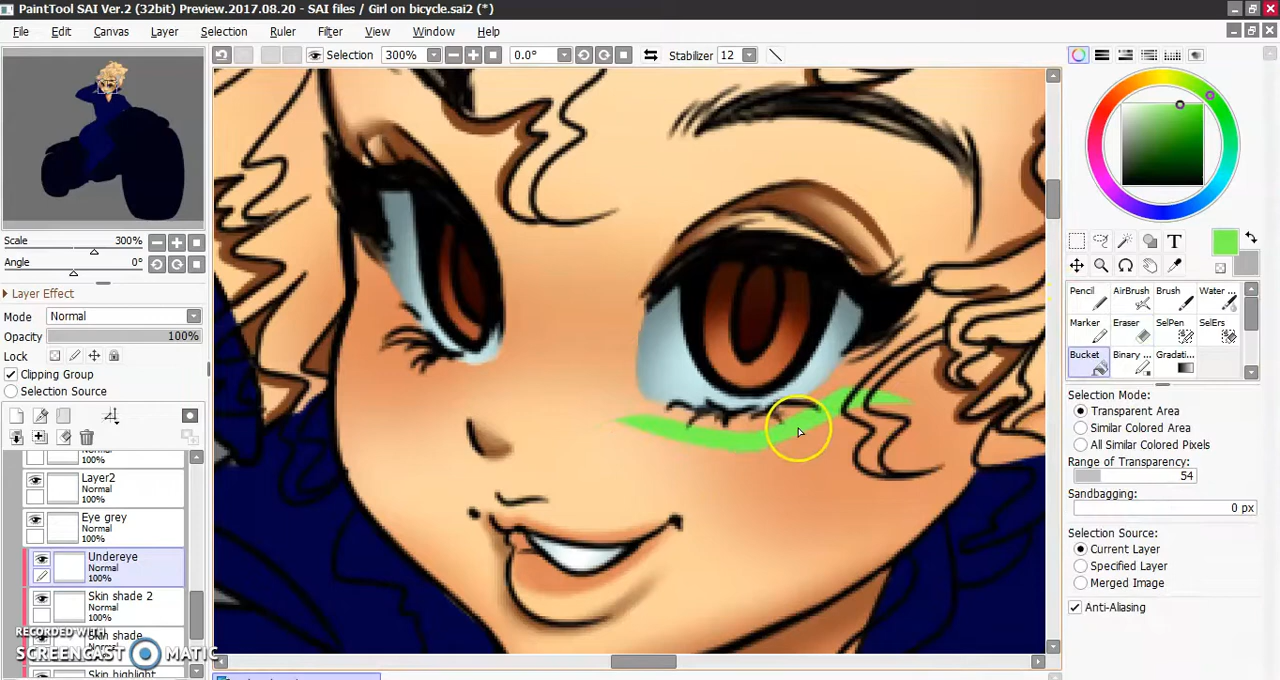 PaintTool SAI Ver.2 (32bit) Preview.2017.08.20 - SAI files / Girl on bicycle.sai2 (*)
File Edit Canvas Layer Selection Ruler Filter View Window Help
Selection 300% 0.0° Stabilizer 12
Scale 300%
Angle 0°
Layer Effect
Mode Normal
Opacity 100%
Lock
Clipping Group
Selection Source
100%
Layer2
Normal
100%
Eye grey
Normal
100%
Undereye
Normal
100%
Skin shade 2
Normal
100%
Skin shade
Normal
Skin highlight
RECORDED WITH
SCREENCAST MATIC
T
Pencil AirBrush Brush Water ...
Marker Eraser SelPen SelErs
Bucket Binary ... Gradati...
Selection Mode:
Transparent Area
Similar Colored Area
All Similar Colored Pixels
Range of Transparency:
54
Sandbagging:
0 px
Selection Source:
Current Layer
Specified Layer
Merged Image
Anti-Aliasing